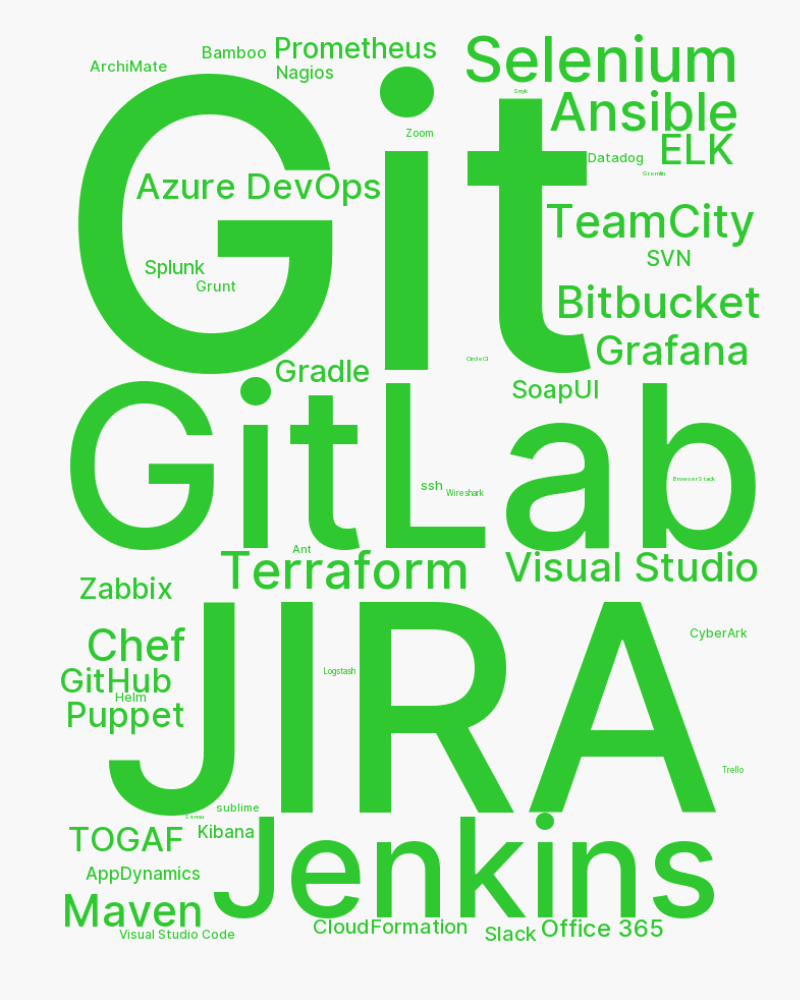 Prometheus
Bamboo
ArchiMate
Nagios
Selenium
Ansible
Zoom
ELK
Datadog
Gremlin
Git
Azure DevOps
TeamCity
SVN
Splunk
Grunt
Bitbucket
Grafana
CircleCI
Gradle
SoapUI
GitLab
ssh
Wireshark
BrowserStack
Ant
Terraform
Visual Studio
Zabbix
CyberArk
Chef
GitHub
Helm
Puppet
Logstash
JIRA
Trello
sublime
TOGAF
Kibana
Jenkins
AppDynamics
Maven
Visual Studio Code
CloudFormation
Slack
Office 365